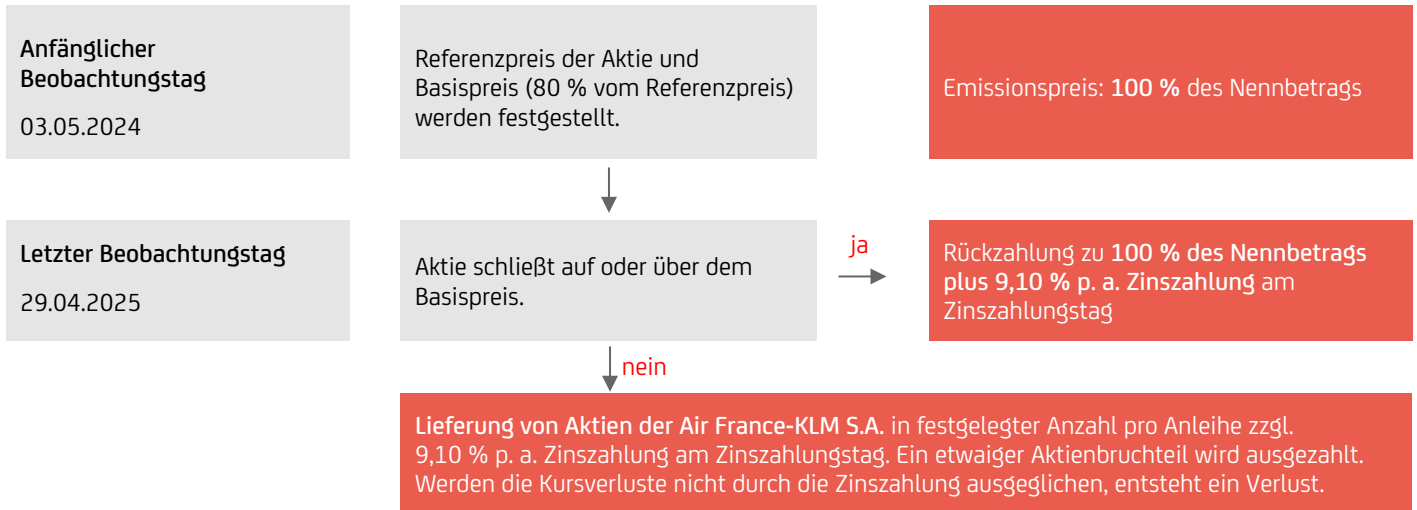 Anfänglicher
Beobachtungstag
03.05.2024
Referenzpreis der Aktie und
Basispreis (80 % vom Referenzpreis)
werden festgestellt.
Emissionspreis: 100 % des Nennbetrags
Letzter Beobachtungstag
29.04.2025
Aktie schließt auf oder über dem
Basispreis.
ja
Rückzahlung zu 100 % des Nennbetrags
plus 9,10 % p. a. Zinszahlung am
Zinszahlungstag
nein
Lieferung von Aktien der Air France-KLM S.A. in festgelegter Anzahl pro Anleihe zzgl.
9,10 % p. a. Zinszahlung am Zinszahlungstag. Ein etwaiger Aktienbruchteil wird ausgezahlt.
Werden die Kursverluste nicht durch die Zinszahlung ausgeglichen, entsteht ein Verlust.